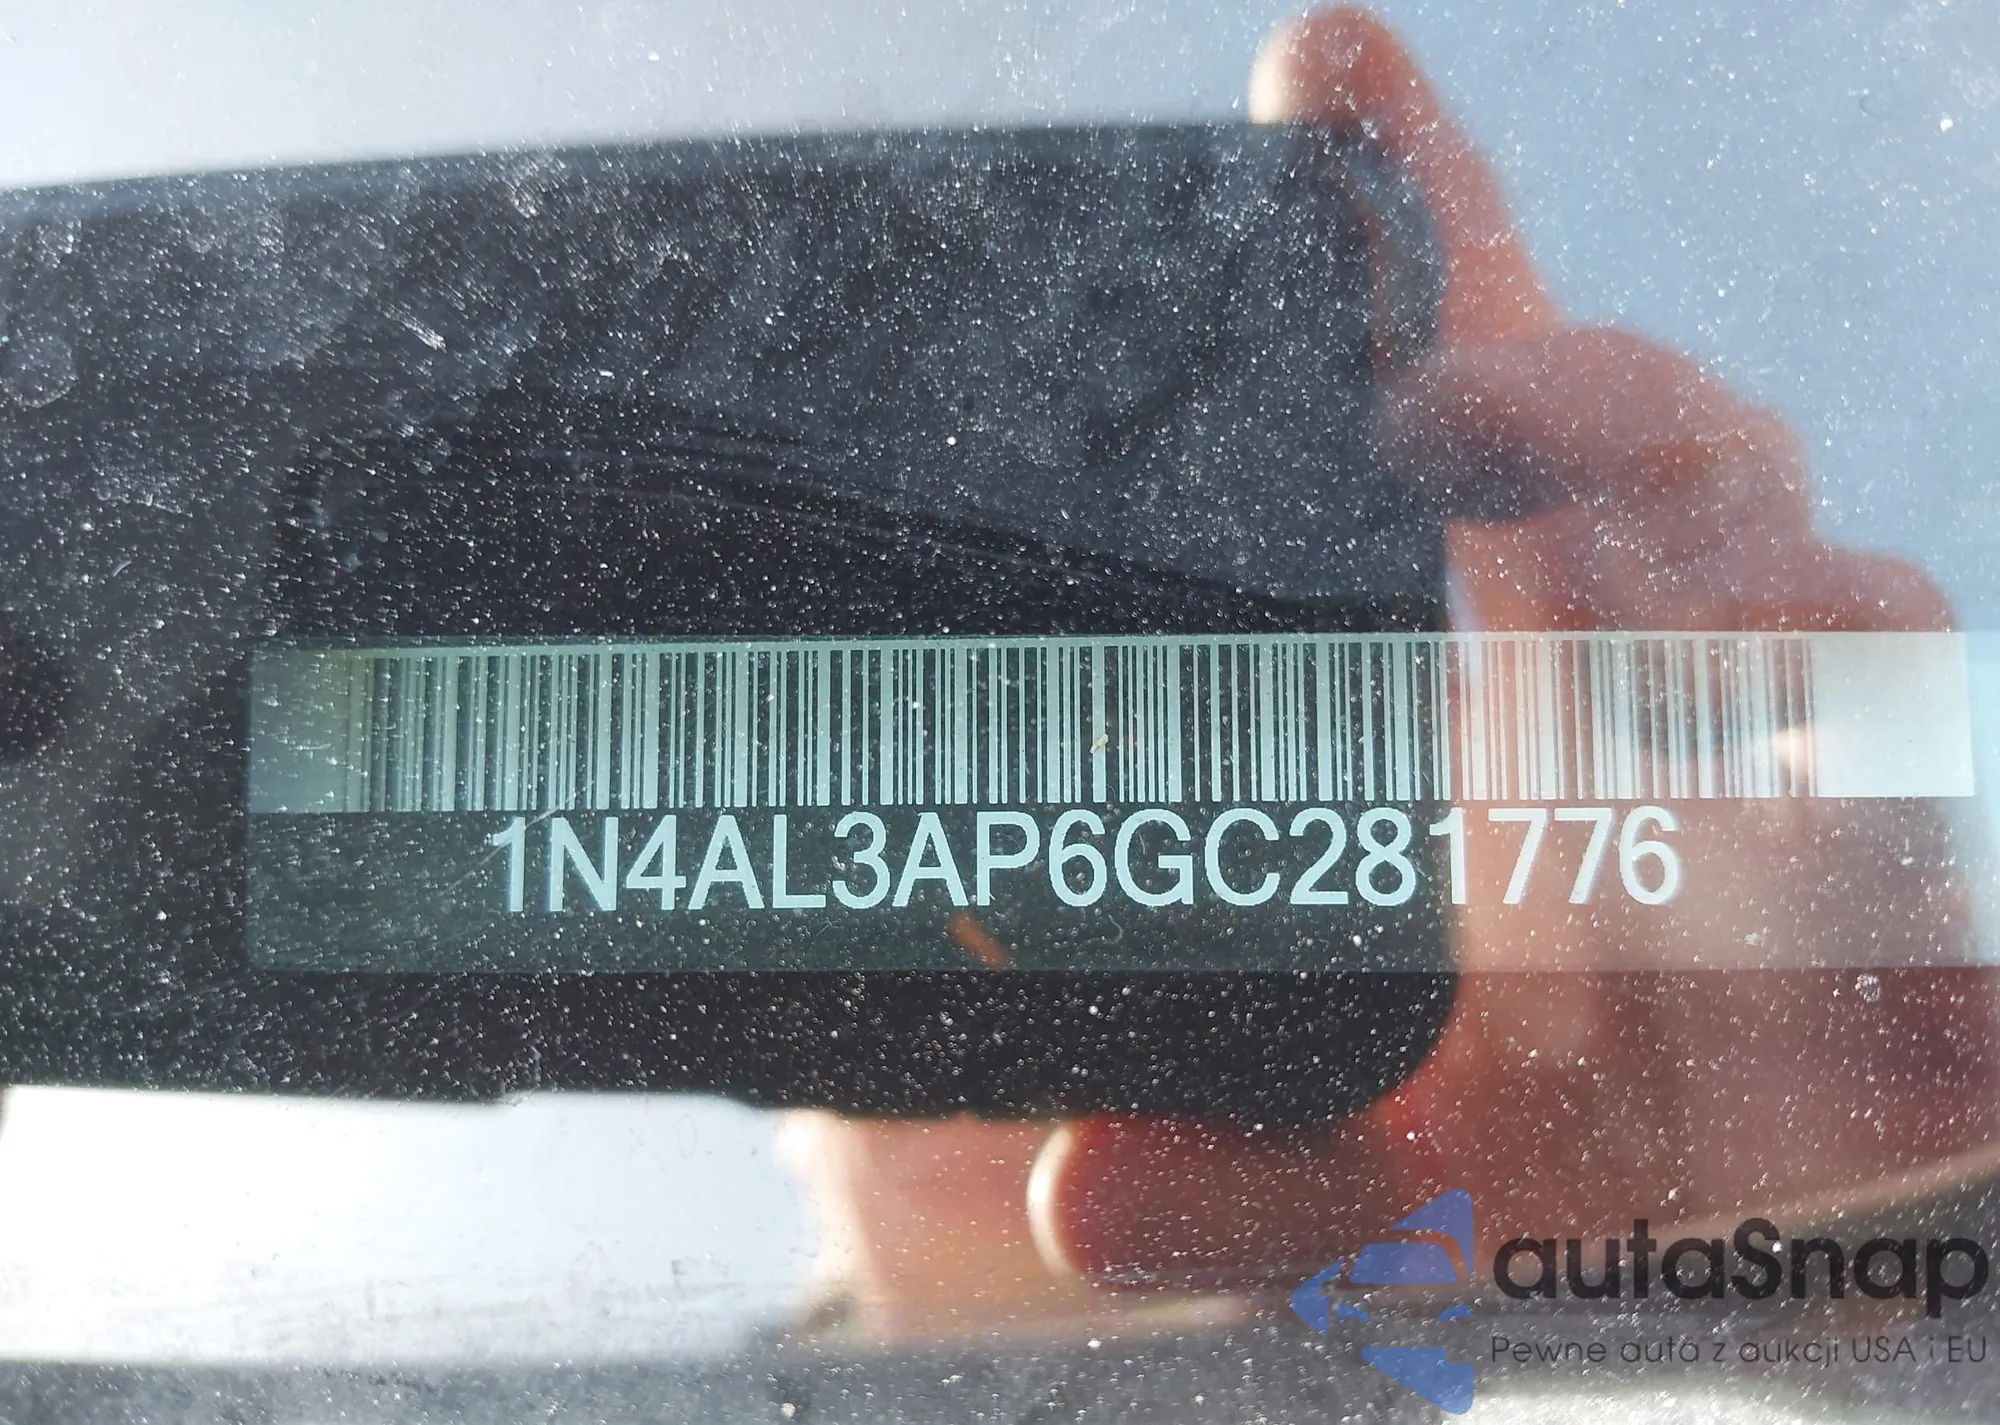 1N4AL3AP6GC281776
autaSnap
Pewne auta z aukcji USA i EU